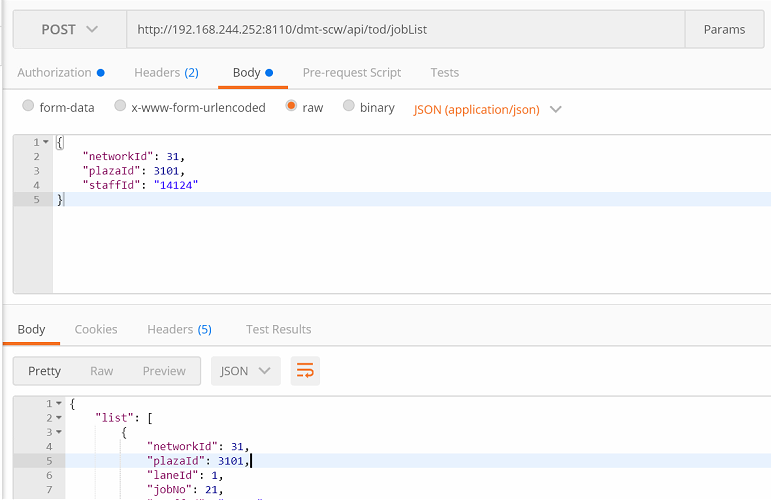 POST http://192.168.244.252:8110/dmt-scw/api/tod/jobList Params
Authorization Headers (2) Body Pre-request Script Tests
form-data x-www-form-urlencoded raw binary JSON (application/json)
1 {
2 "networkId": 31,
3 "plazaId": 3101,
4 "staffId": "14124"
5 }
Body Cookies Headers (5) Test Results
Pretty Raw Preview JSON
1 {
2 "list": [
3 {
4 "networkId": 31,
5 "plazaId": 3101,
6 "laneId": 1,
7 "jobNo": 21,